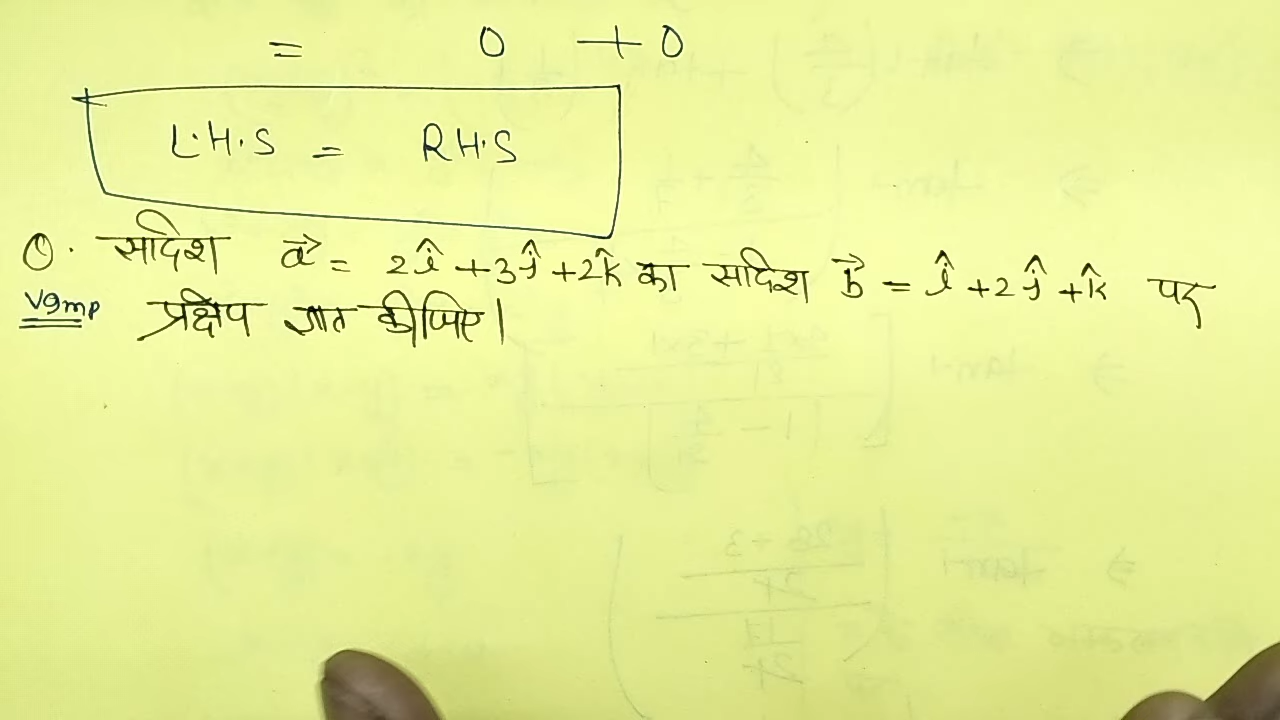 = 0 + 0
L.H.S = R.H.S
Q. सदिश a⃗ = 2î + 3ĵ + 2k̂ का सदिश b⃗ = î + 2ĵ + k̂ पर
VImp प्रक्षेप ज्ञात कीजिए।